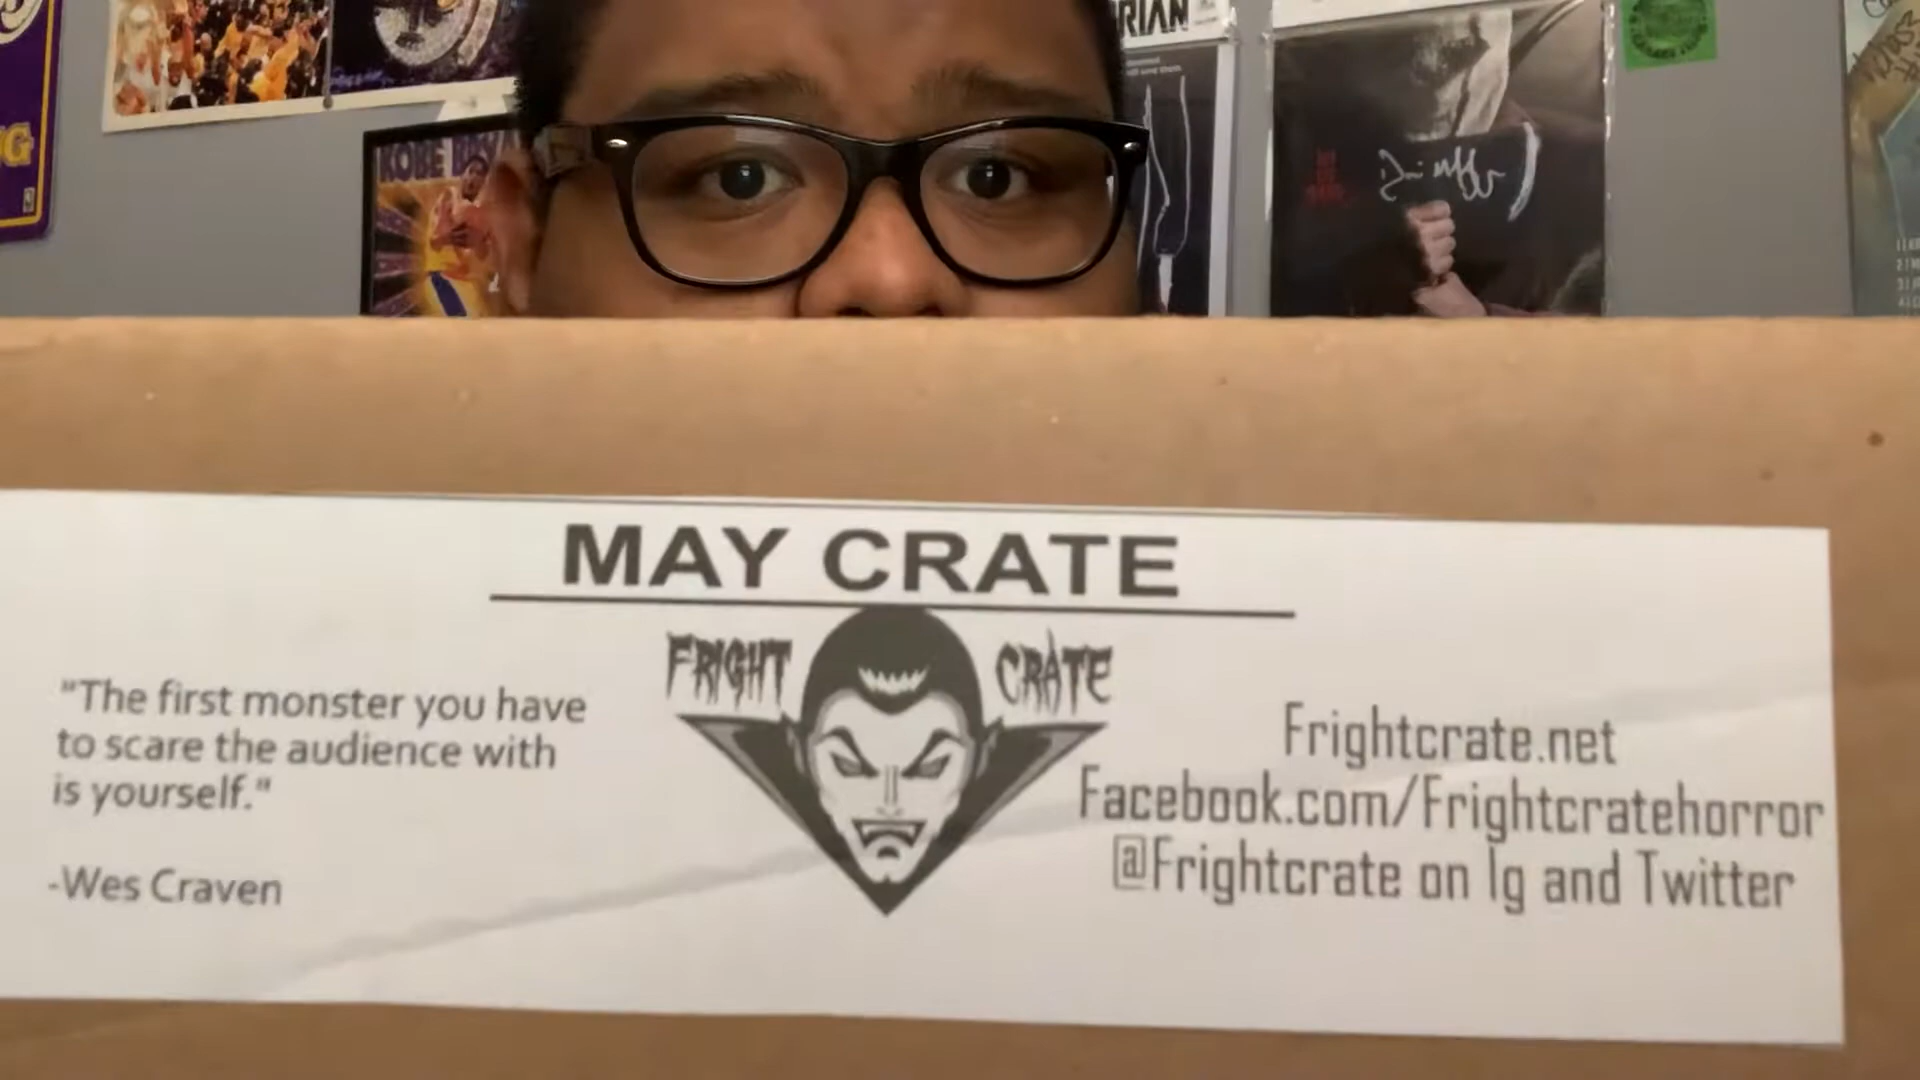 RIAN
KOBE
MAY CRATE
FRIGHT CRATE
"The first monster you have
to scare the audience with
is yourself."
-Wes Craven
Frightcrate.net
Facebook.com/Frightcratehorror
@Frightcrate on Ig and Twitter